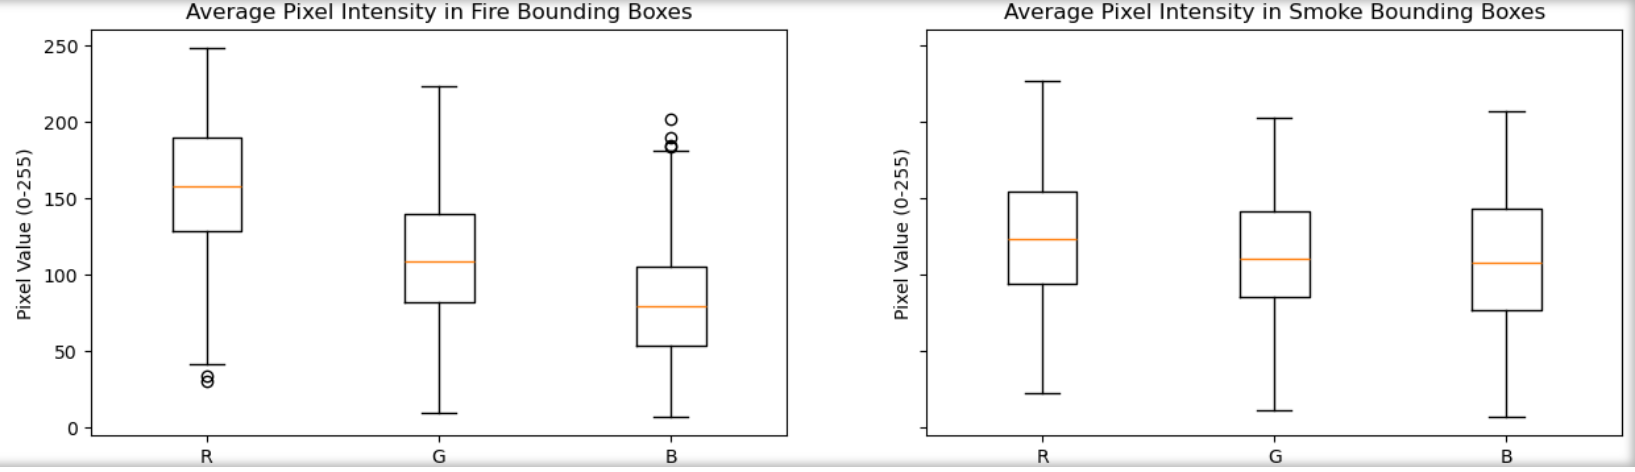 Average Pixel Intensity in Fire Bounding Boxes
Pixel Value (0-255)
250
200
150
100
50
0
R G B
Average Pixel Intensity in Smoke Bounding Boxes
Pixel Value (0-255)
R G B